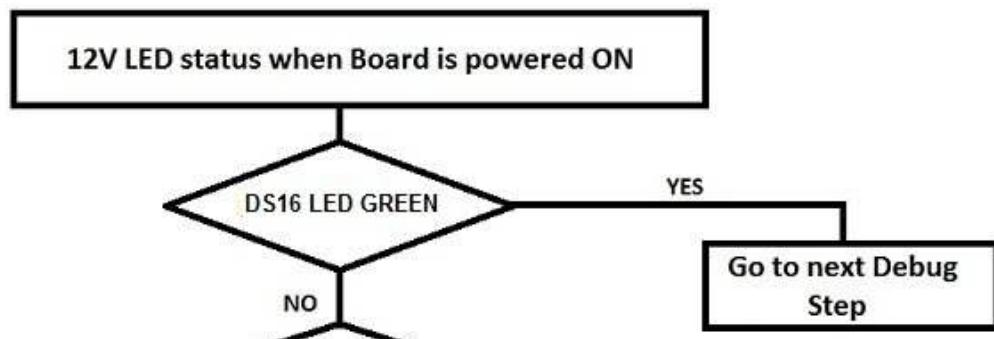 12V LED status when Board is powered ON
DS16 LED GREEN
YES
Go to next Debug
Step
NO